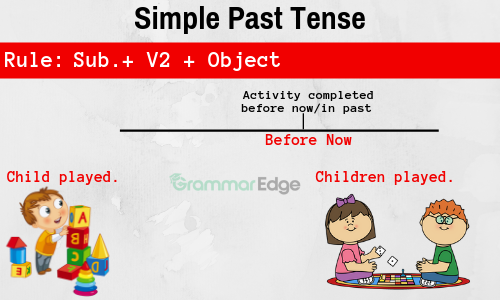 Simple Past Tense
Rule: Sub.+ V2 + Object
Activity completed
before now/in past
Before Now
Child played.
GrammarEdge
Children played.
A
B
C
A
E